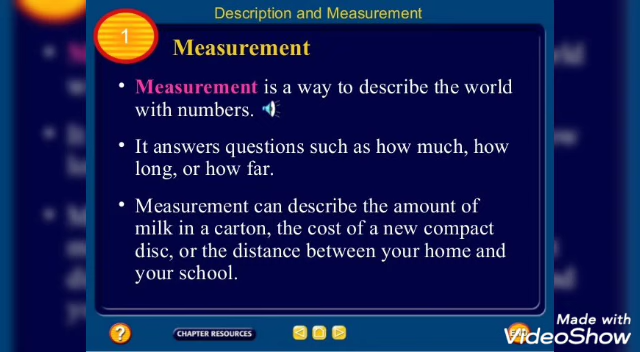 Description and Measurement
1
Measurement
• Measurement is a way to describe the world
with numbers.
• It answers questions such as how much, how
long, or how far.
• Measurement can describe the amount of
milk in a carton, the cost of a new compact
disc, or the distance between your home and
your school.
?
CHAPTER RESOURCES
Made with
VideoShow